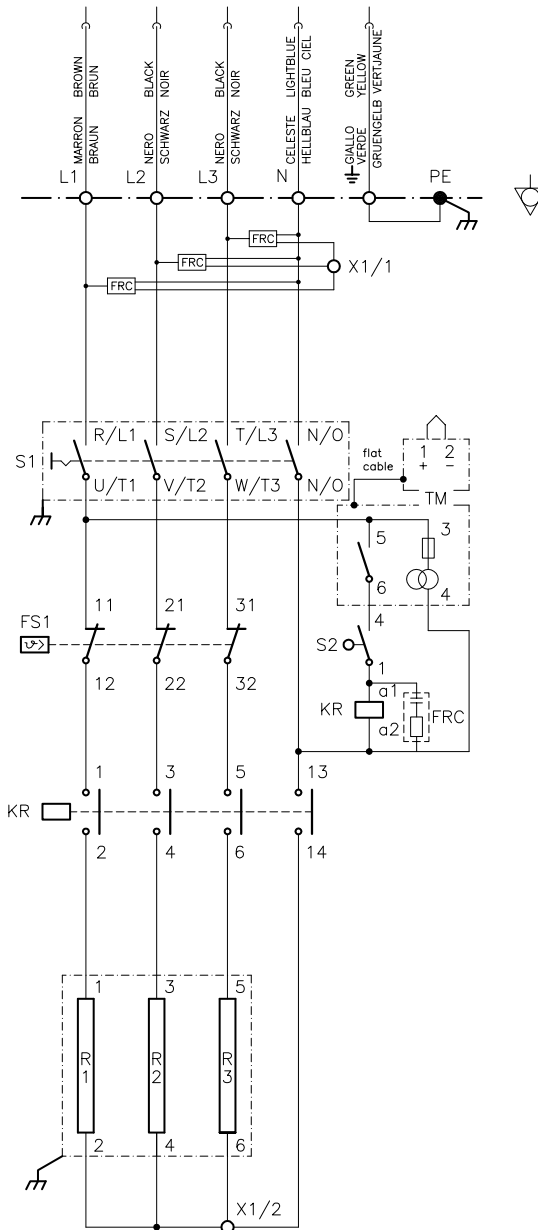 MARRON BROWN
BRAUN BRUN
NERO BLACK
SCHWARZ NOIR
NERO BLACK
SCHWARZ NOIR
CELESTE LIGHTBLUE
HELLBLAU BLEU CIEL
GIALLO GREEN
VERDE YELLOW
GRUENGELB VERTJAUNE
L1 L2 L3 N PE
FRC
FRC X1/1
FRC
R/L1 S/L2 T/L3 N/O
S1
U/T1 V/T2 W/T3 N/O
flat
cable
1 2
+ −
TM
5 3
6 4
11 21 31
FS1
12 22 32
4
S2
1
a1
KR
a2 FRC
1 3 5 13
KR
2 4 6 14
1 3 5
R R R
1 2 3
2 4 6
X1/2